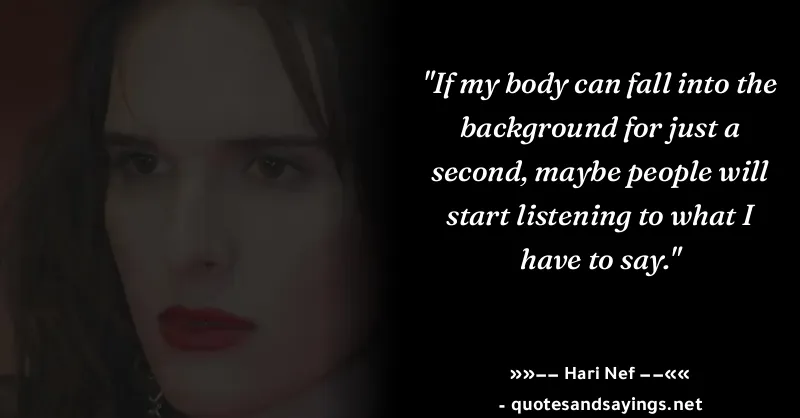 "If my body can fall into the
background for just a
second, maybe people will
start listening to what I
have to say."
»»–– Hari Nef ––««
- quotesandsayings.net